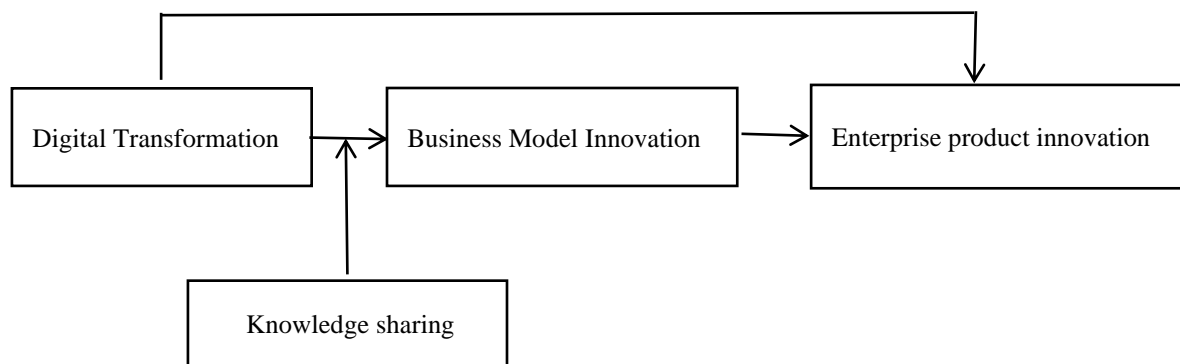 Digital Transformation
Business Model Innovation
Enterprise product innovation
Knowledge sharing